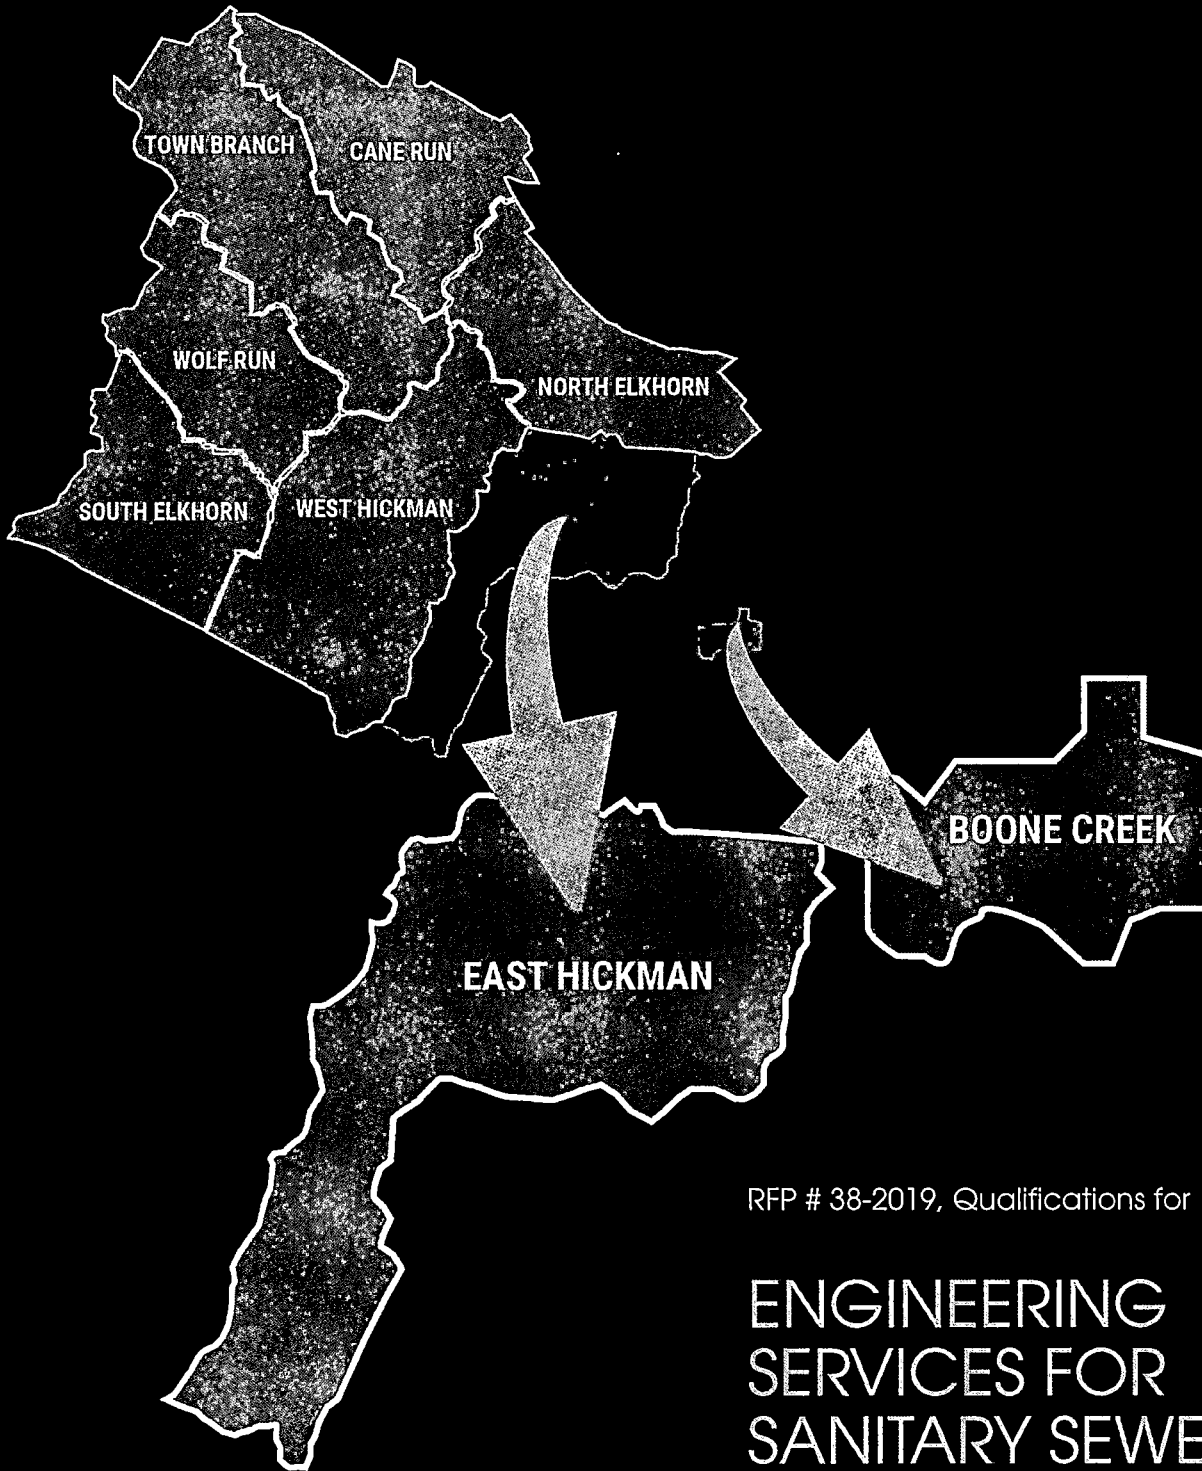 TOWN BRANCH
CANE RUN
WOLF RUN
NORTH ELKHORN
SOUTH ELKHORN
WEST HICKMAN
BOONE CREEK
EAST HICKMAN
RFP # 38-2019, Qualifications for
ENGINEERING
SERVICES FOR
SANITARY SEWE